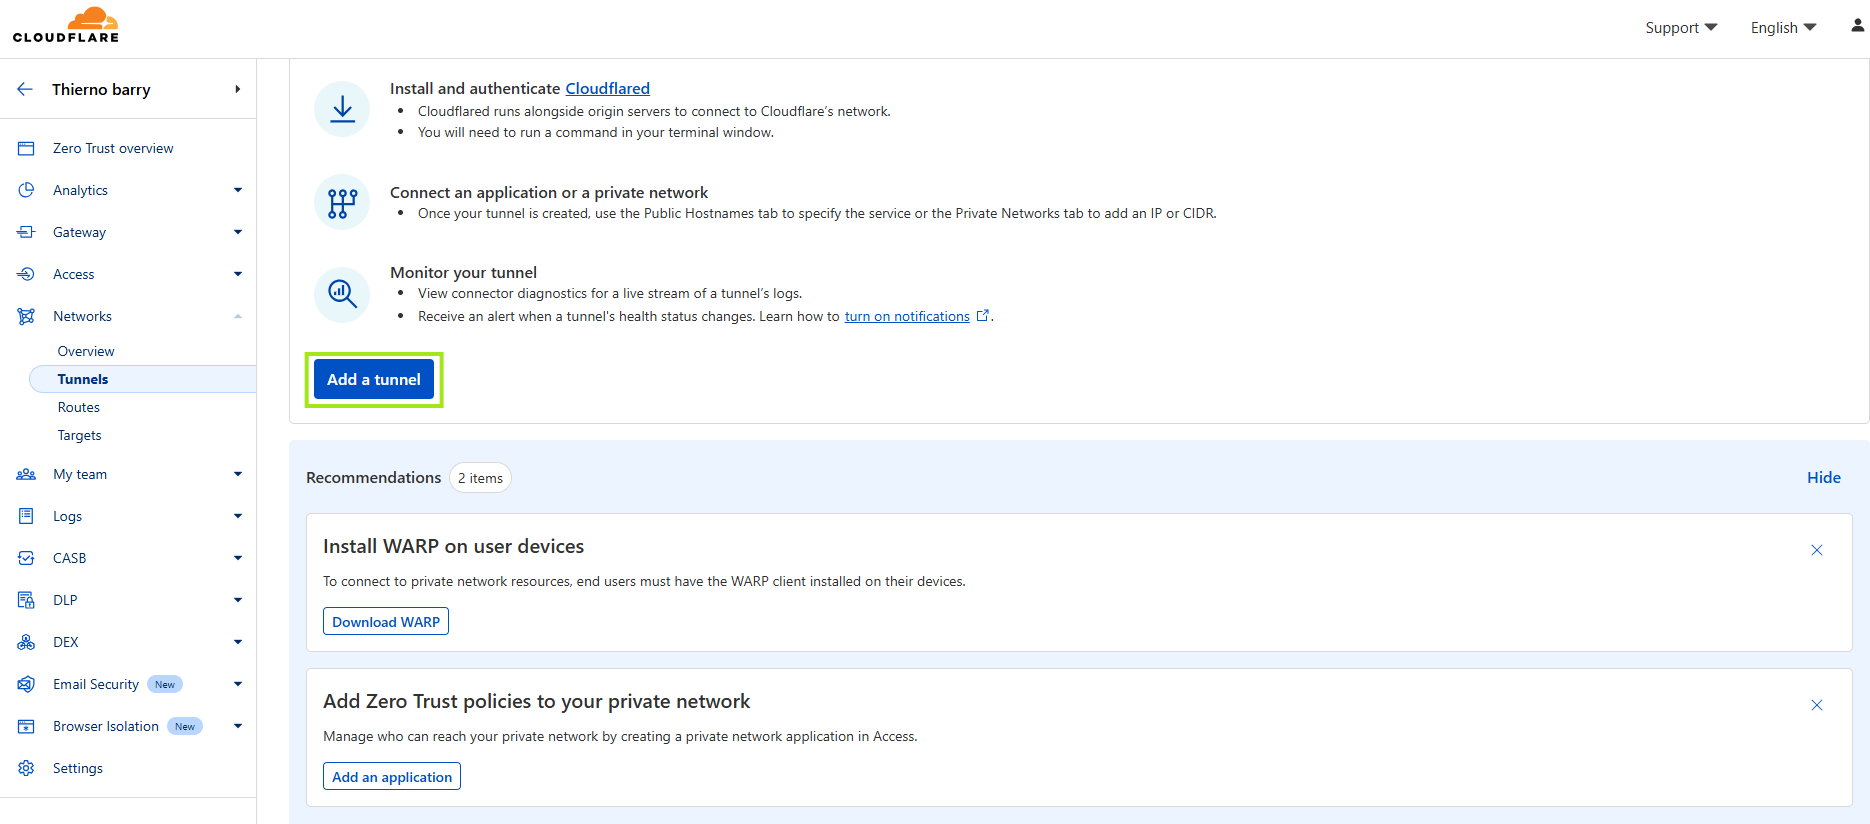 CLOUDFLARE
Support
English
Thierno barry
Zero Trust overview
Analytics
Gateway
Access
Networks
Overview
Tunnels
Routes
Targets
My team
Logs
CASB
DLP
DEX
Email Security New
Browser Isolation New
Settings
Install and authenticate Cloudflared
• Cloudflared runs alongside origin servers to connect to Cloudflare’s network.
• You will need to run a command in your terminal window.
Connect an application or a private network
• Once your tunnel is created, use the Public Hostnames tab to specify the service or the Private Networks tab to add an IP or CIDR.
Monitor your tunnel
• View connector diagnostics for a live stream of a tunnel’s logs.
• Receive an alert when a tunnel's health status changes. Learn how to turn on notifications .
Add a tunnel
Recommendations 2 items
Hide
Install WARP on user devices
To connect to private network resources, end users must have the WARP client installed on their devices.
Download WARP
Add Zero Trust policies to your private network
Manage who can reach your private network by creating a private network application in Access.
Add an application